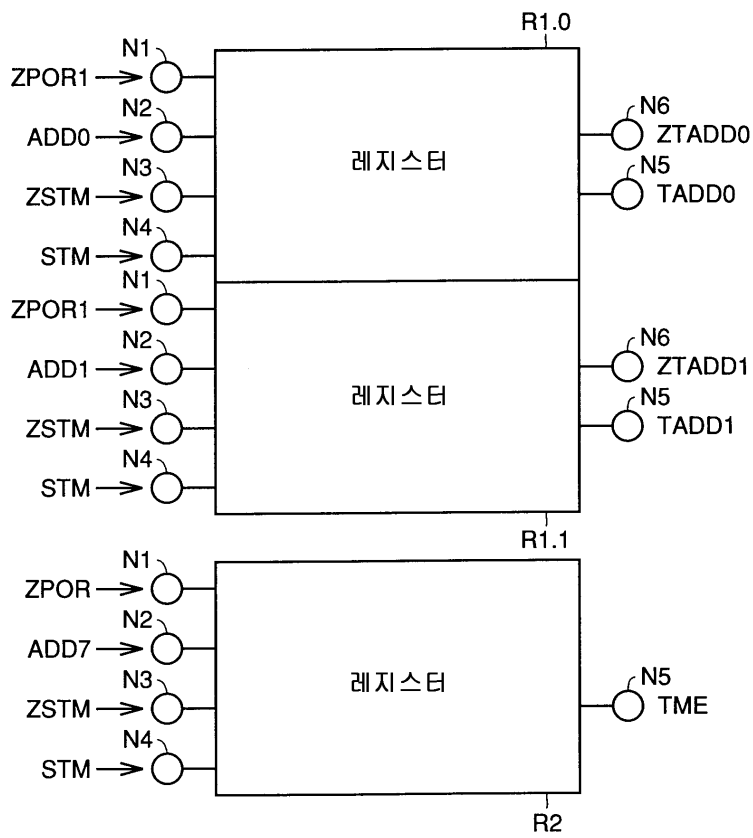 R1.0
N1
ZPOR1
N2
ADD0
N3
ZSTM
N4
STM
레지스터
N6
ZTADD0
N5
TADD0
N1
ZPOR1
N2
ADD1
N3
ZSTM
N4
STM
레지스터
N6
ZTADD1
N5
TADD1
R1.1
N1
ZPOR
N2
ADD7
N3
ZSTM
N4
STM
레지스터
N5
TME
R2